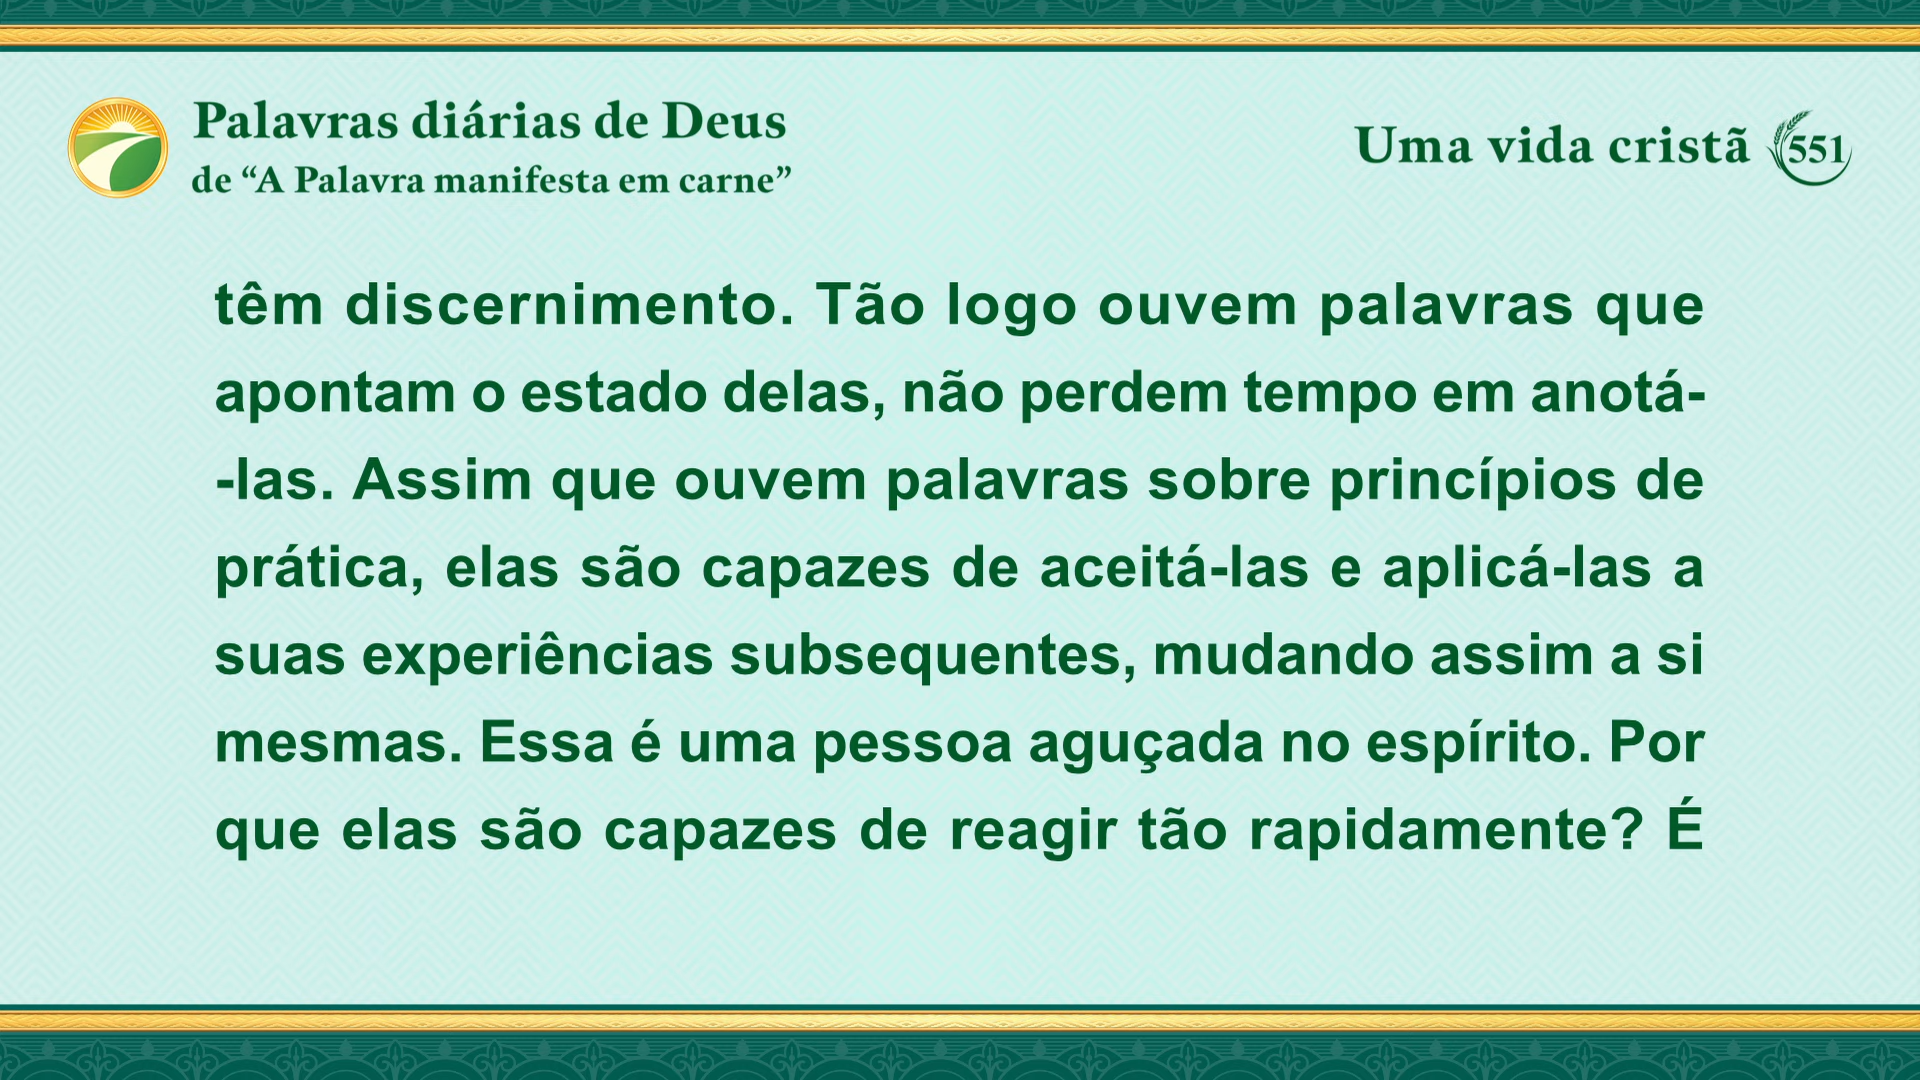 Palavras diárias de Deus
de “A Palavra manifesta em carne”
Uma vida cristã 551
têm discernimento. Tão logo ouvem palavras que
apontam o estado delas, não perdem tempo em anotá-
-las. Assim que ouvem palavras sobre princípios de
prática, elas são capazes de aceitá-las e aplicá-las a
suas experiências subsequentes, mudando assim a si
mesmas. Essa é uma pessoa aguçada no espírito. Por
que elas são capazes de reagir tão rapidamente? É